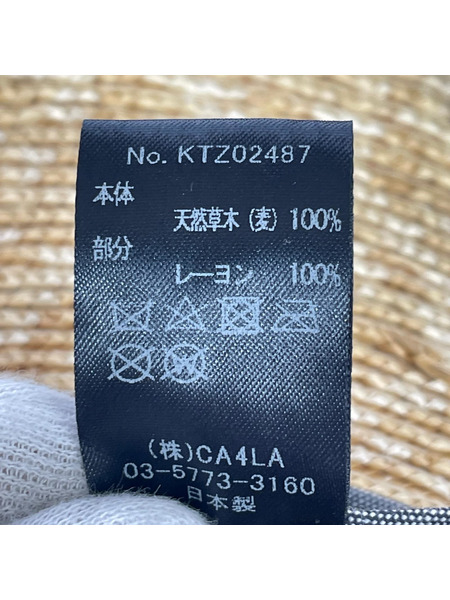 No. KTZ02487
本体
天然草木（麦）100%
部分
レーヨン 100%
(株)CA4LA
03-5773-3160
日本製